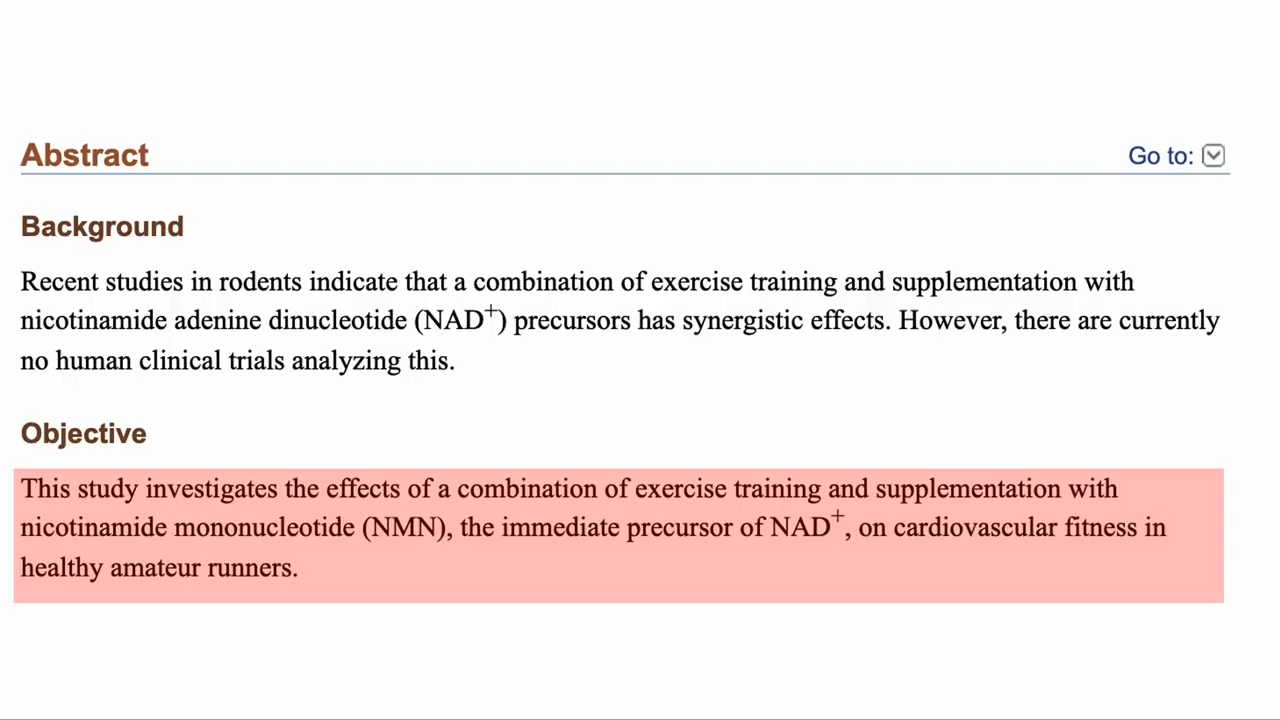 Abstract
Go to:
Background
Recent studies in rodents indicate that a combination of exercise training and supplementation with
nicotinamide adenine dinucleotide (NAD⁺) precursors has synergistic effects. However, there are currently
no human clinical trials analyzing this.
Objective
This study investigates the effects of a combination of exercise training and supplementation with
nicotinamide mononucleotide (NMN), the immediate precursor of NAD⁺, on cardiovascular fitness in
healthy amateur runners.